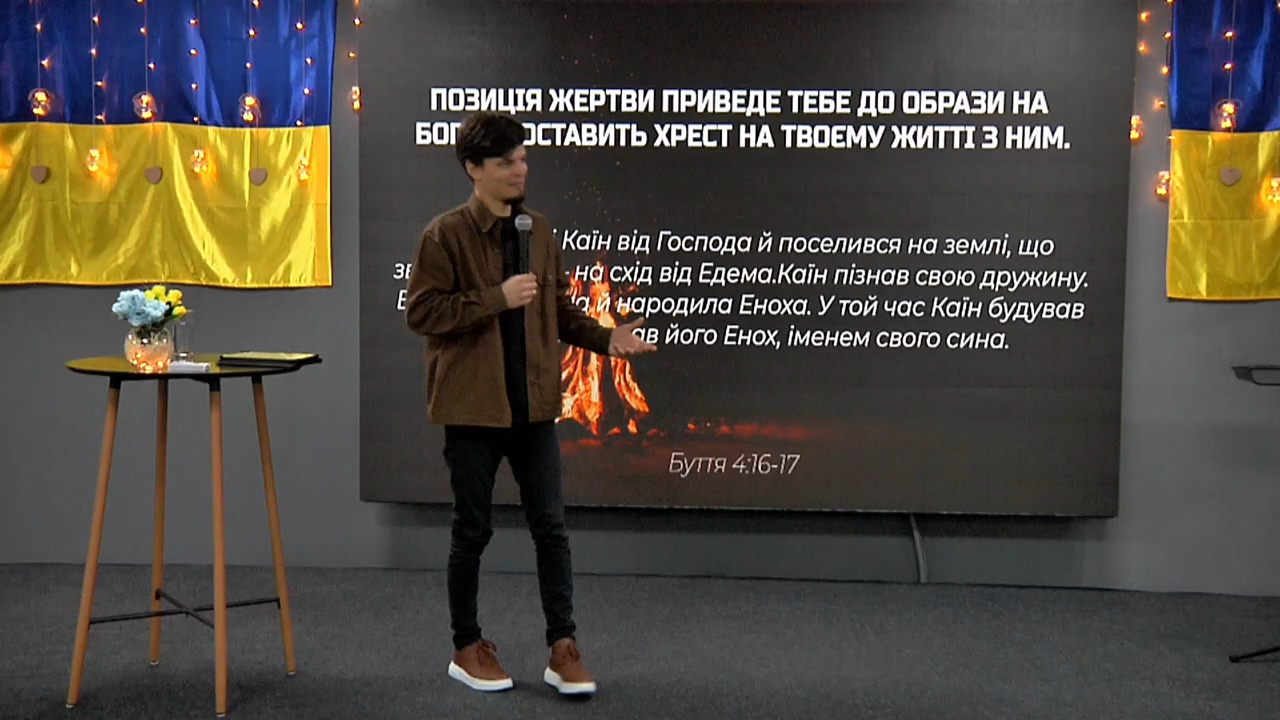 ПОЗИЦІЯ ЖЕРТВИ ПРИВЕДЕ ТЕБЕ ДО ОБРАЗИ НА
ПОСТАВИТЬ ХРЕСТ НА ТВОЄМУ ЖИТТІ З НИМ.
Каїн від Господа й поселився на землі, що
на схід від Едема.Каїн пізнав свою дружину.
й народила Еноха. У той час Каїн будував
його Енох, іменем свого сина.
Буття 4:16-17